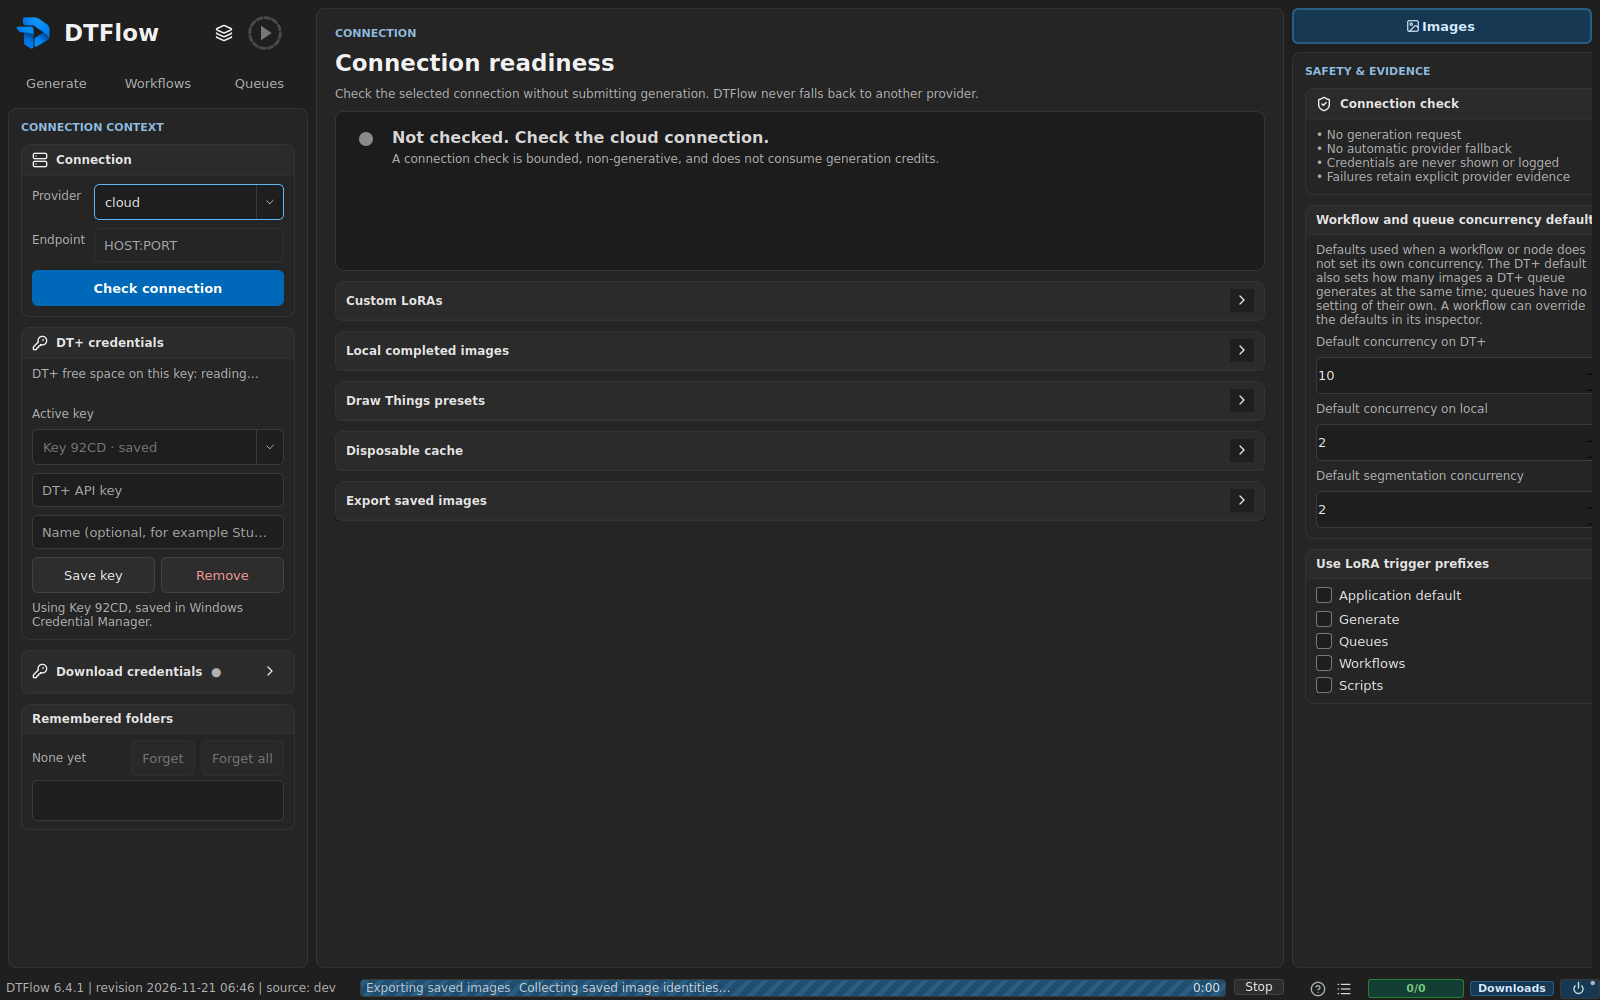 DTFlow
Generate
Workflows
Queues
CONNECTION CONTEXT
Connection
Provider
cloud
Endpoint
HOST:PORT
Check connection
DT+ credentials
DT+ free space on this key: reading...
Active key
Key 92CD · saved
DT+ API key
Name (optional, for example Stu...
Save key
Remove
Using Key 92CD, saved in Windows
Credential Manager.
Download credentials
Remembered folders
None yet
Forget
Forget all
CONNECTION
Connection readiness
Check the selected connection without submitting generation. DTFlow never falls back to another provider.
Not checked. Check the cloud connection.
A connection check is bounded, non-generative, and does not consume generation credits.
Custom LoRAs
Local completed images
Draw Things presets
Disposable cache
Export saved images
Images
SAFETY & EVIDENCE
Connection check
• No generation request
• No automatic provider fallback
• Credentials are never shown or logged
• Failures retain explicit provider evidence
Workflow and queue concurrency default
Defaults used when a workflow or node does
not set its own concurrency. The DT+ default
also sets how many images a DT+ queue
generates at the same time; queues have no
setting of their own. A workflow can override
the defaults in its inspector.
Default concurrency on DT+
10
Default concurrency on local
2
Default segmentation concurrency
2
Use LoRA trigger prefixes
Application default
Generate
Queues
Workflows
Scripts
DTFlow 6.4.1 | revision 2026-11-21 06:46 | source: dev
Exporting saved images Collecting saved image identities...
0:00
Stop
0/0
Downloads